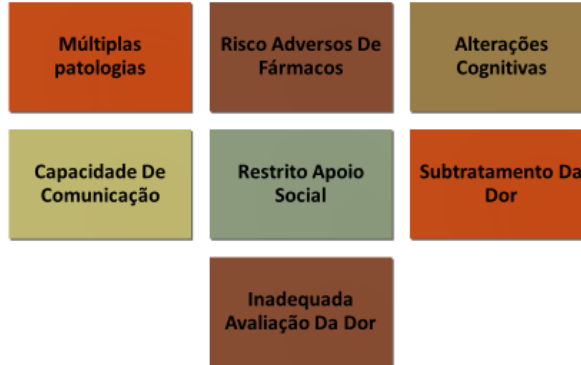 Múltiplas
patologias
Risco Adversos De
Fármacos
Alterações
Cognitivas
Capacidade De
Comunicação
Restrito Apoio
Social
Subtratamento Da
Dor
Inadequada
Avaliação Da Dor